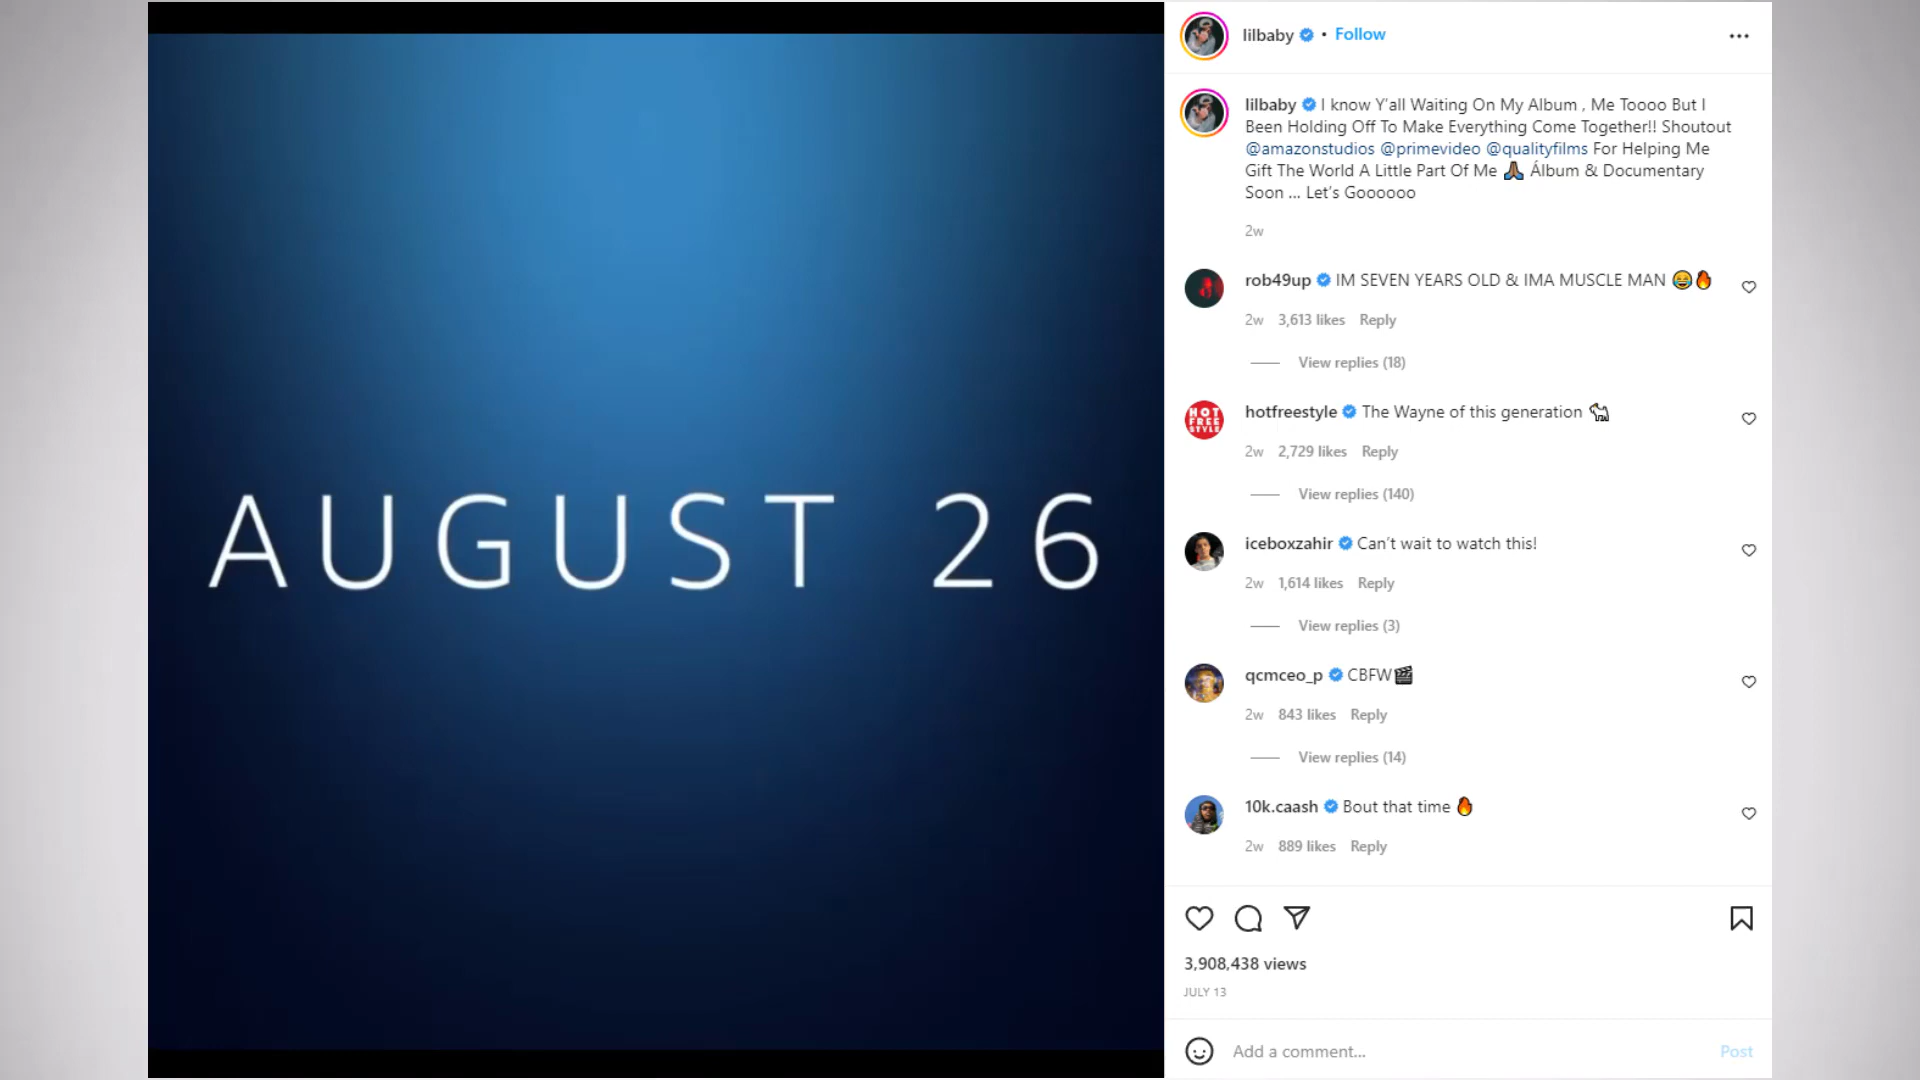 AUGUST 26
lilbaby • Follow
lilbaby I know Y'all Waiting On My Album , Me Toooo But I
Been Holding Off To Make Everything Come Together!! Shoutout
@amazonstudios @primevideo @qualityfilms For Helping Me
Gift The World A Little Part Of Me 🙏🏾 Álbum & Documentary
Soon ... Let's Goooooo
2w
rob49up IM SEVEN YEARS OLD & IMA MUSCLE MAN 😂🔥
2w 3,613 likes Reply
View replies (18)
HOT
FREE
STYLE
hotfreestyle The Wayne of this generation 🐐
2w 2,729 likes Reply
View replies (140)
iceboxzahir Can't wait to watch this!
2w 1,614 likes Reply
View replies (3)
qcmceo_p CBFW🎬
2w 843 likes Reply
View replies (14)
10k.caash Bout that time 🔥
2w 889 likes Reply
3,908,438 views
JULY 13
Add a comment...
Post